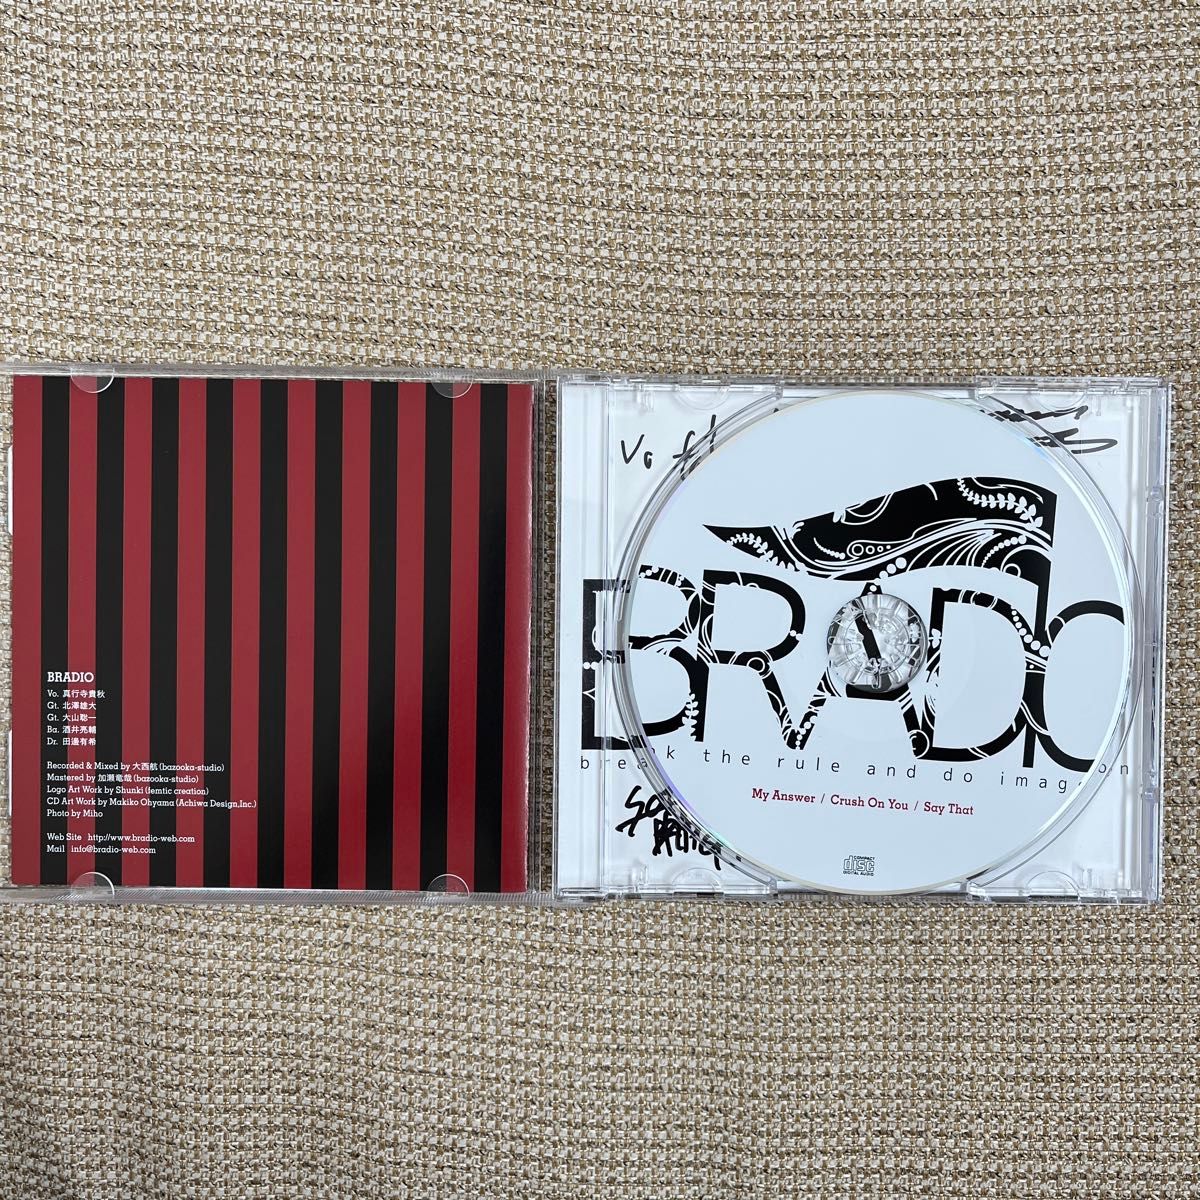 BRADIO
Vo. 真行寺貴秋
Gt. 北澤雄大
Gt. 大山聡一
Ba. 酒井亮輔
Dr. 田邊有希
Recorded & Mixed by 大西航 (bazooka-studio)
Mastered by 加瀬竜哉 (bazooka-studio)
Logo Art Work by Shunki (femtic creation)
CD Art Work by Makiko Ohyama (Achiwa Design,Inc.)
Photo by Miho
Web Site http://www.bradio-web.com
Mail info@bradio-web.com
Vo
BRADIO
break the rule and do
My Answer / Crush On You / Say That
COMPACT
disc
DIGITAL AUDIO